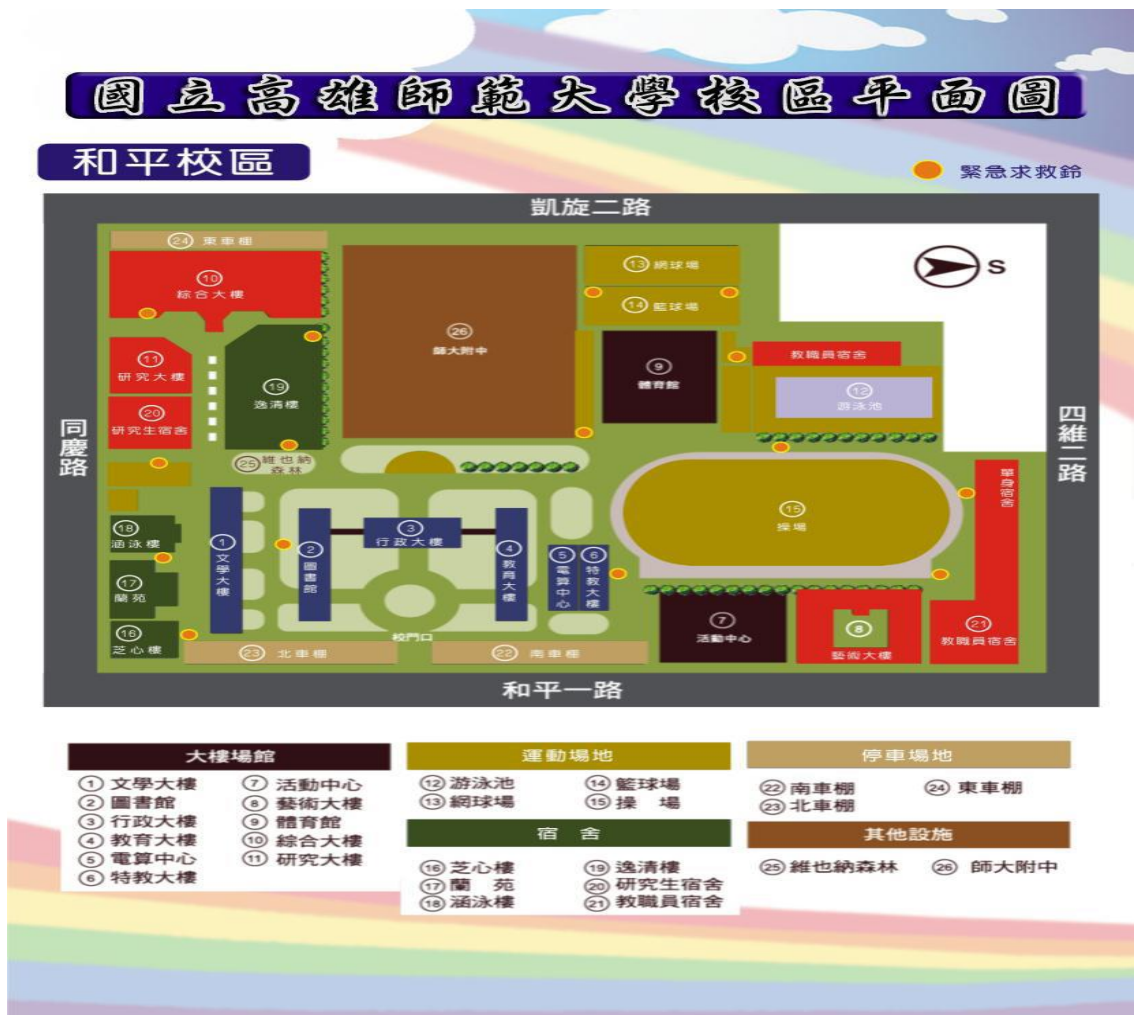 國立高雄師範大學校區平面圖
和平校區
緊急求救鈴
凱旋二路
㉔ 東車棚
⑩
綜合大樓
⑬ 網球場
S
⑭ 籃球場
㉖
師大附中
⑪
研究大樓
⑨
體育館
教職員宿舍
⑲
逸清樓
⑫
游泳池
⑳
研究生宿舍
同慶路
四維二路
㉕ 維也納
森林
單身宿舍
⑮
操場
⑱
涵泳樓
① 文學大樓
② 圖書館
③
行政大樓
④ 教育大樓
⑤ 電算中心
⑥ 特教大樓
⑰
蘭苑
⑯
芝心樓
校門口
⑦
活動中心
⑧
藝術大樓
㉑
教職員宿舍
㉓ 北車棚
㉒ 南車棚
和平一路
大樓場館
① 文學大樓
② 圖書館
③ 行政大樓
④ 教育大樓
⑤ 電算中心
⑥ 特教大樓
⑦ 活動中心
⑧ 藝術大樓
⑨ 體育館
⑩ 綜合大樓
⑪ 研究大樓
運動場地
⑫ 游泳池
⑬ 網球場
⑭ 籃球場
⑮ 操 場
宿舍
⑯ 芝心樓
⑰ 蘭 苑
⑱ 涵泳樓
⑲ 逸清樓
⑳ 研究生宿舍
㉑ 教職員宿舍
停車場地
㉒ 南車棚
㉓ 北車棚
㉔ 東車棚
其他設施
㉕ 維也納森林
㉖ 師大附中